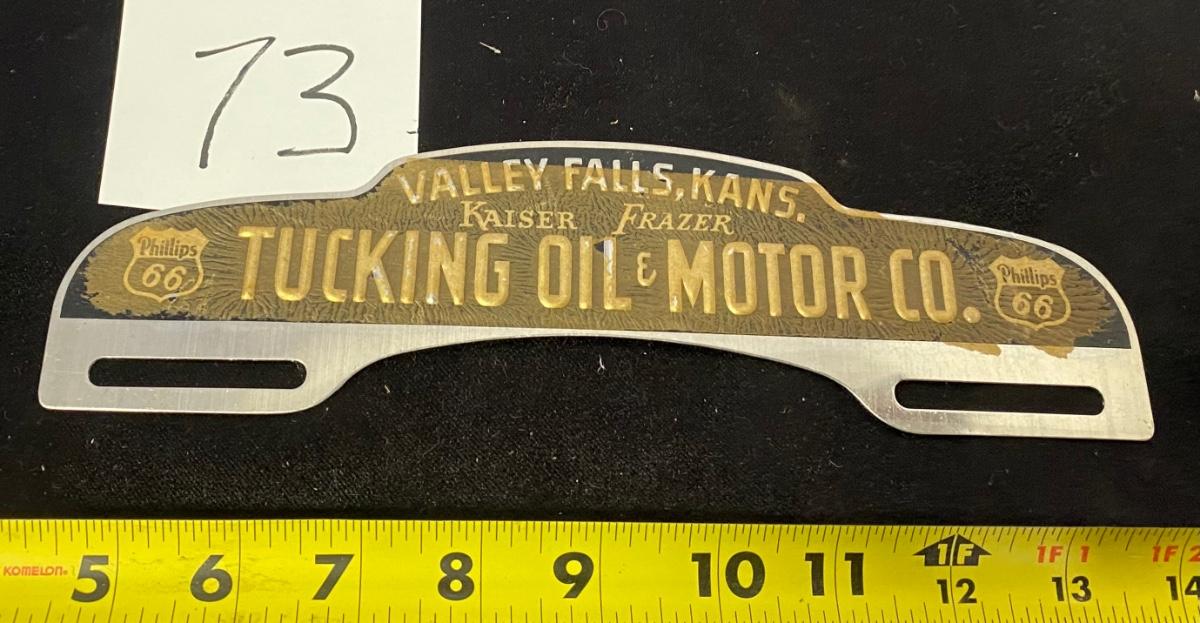 73
VALLEY FALLS, KANS.
KAISER FRAZER
Phillips 66 TUCKING OIL & MOTOR CO. Phillips 66
KOMELON 5 6 7 8 9 10 11 1F 12 1F 1 13 1F 2 14